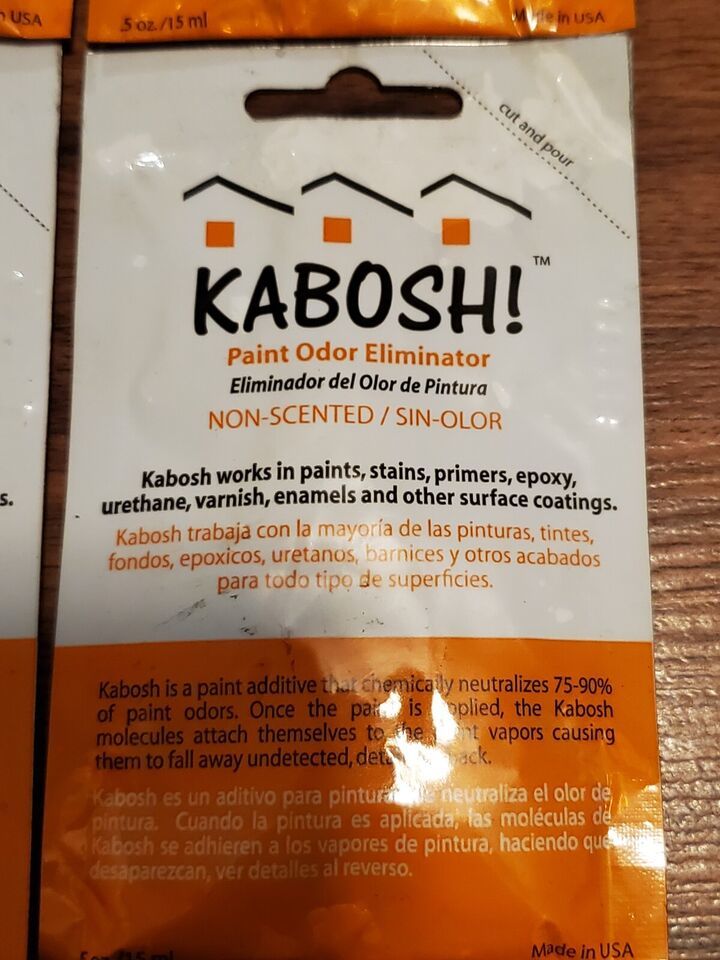 USA
.5 oz./15 ml
Made in USA
cut and pour
KABOSH!™
Paint Odor Eliminator
Eliminador del Olor de Pintura
NON-SCENTED / SIN-OLOR
s.
Kabosh works in paints, stains, primers, epoxy,
urethane, varnish, enamels and other surface coatings.
Kabosh trabaja con la mayoría de las pinturas, tintes,
fondos, epoxicos, uretanos, barnices y otros acabados
para todo tipo de superficies.
Kabosh is a paint additive that chemically neutralizes 75-90%
of paint odors. Once the is applied, the Kabosh
molecules attach themselves to the vapors causing
them to fall away undetected,
Kabosh es un aditivo para neutraliza el olor de
pintura. Cuando la pintura es aplicada, las moléculas de
Kabosh se adhieren a los vapores de pintura, haciendo que
desaparezcan, ver detalles al reverso.
Made in USA